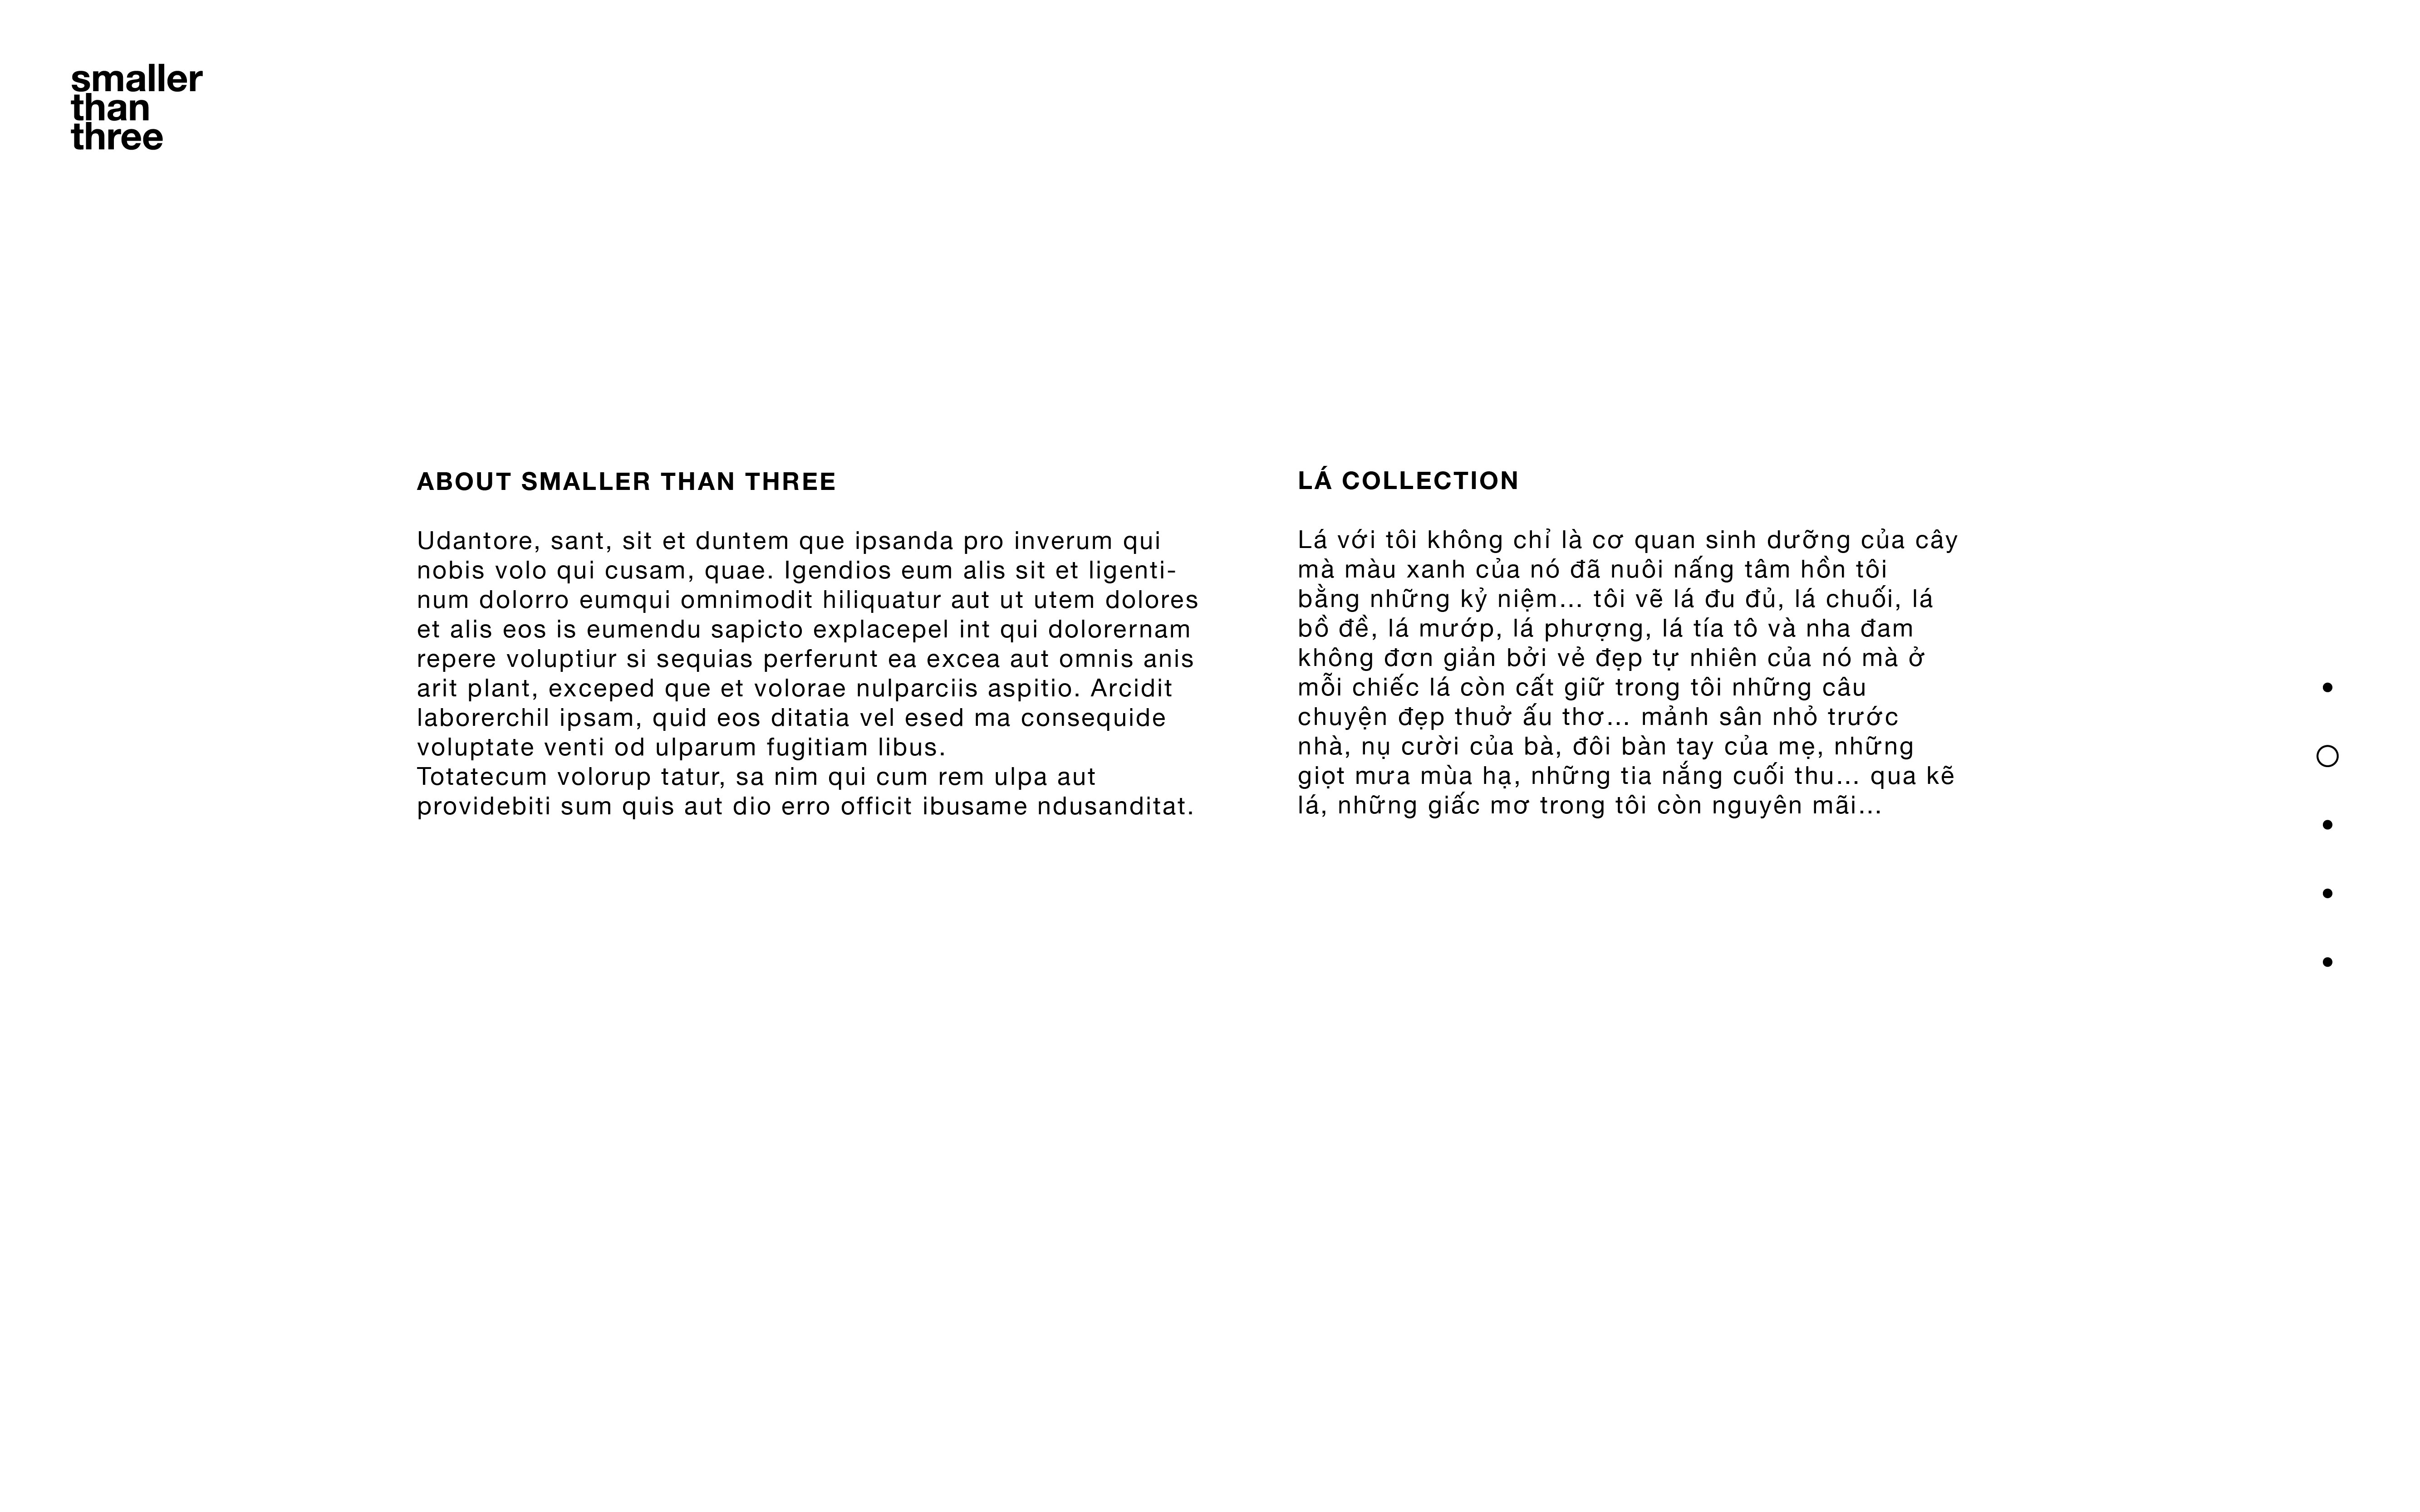 smaller
than
three
ABOUT SMALLER THAN THREE
Udantore, sant, sit et duntem que ipsanda pro inverum qui
nobis volo qui cusam, quae. Igendios eum alis sit et ligenti-
num dolorro eumqui omnimodit hiliquatur aut ut utem dolores
et alis eos is eumendu sapicto explacepel int qui dolorernam
repere voluptiur si sequias perferunt ea excea aut omnis anis
arit plant, exceped que et volorae nulparciis aspitio. Arcidit
laborerchil ipsam, quid eos ditatia vel esed ma consequide
voluptate venti od ulparum fugitiam libus.
Totatecum volorup tatur, sa nim qui cum rem ulpa aut
providebiti sum quis aut dio erro officit ibusame ndusanditat.
LÁ COLLECTION
Lá với tôi không chỉ là cơ quan sinh dưỡng của cây
mà màu xanh của nó đã nuôi nấng tâm hồn tôi
bằng những kỷ niệm... tôi vẽ lá đu đủ, lá chuối, lá
bồ đề, lá mướp, lá phượng, lá tía tô và nha đam
không đơn giản bởi vẻ đẹp tự nhiên của nó mà ở
mỗi chiếc lá còn cất giữ trong tôi những câu
chuyện đẹp thuở ấu thơ... mảnh sân nhỏ trước
nhà, nụ cười của bà, đôi bàn tay của mẹ, những
giọt mưa mùa hạ, những tia nắng cuối thu... qua kẽ
lá, những giấc mơ trong tôi còn nguyên mãi...